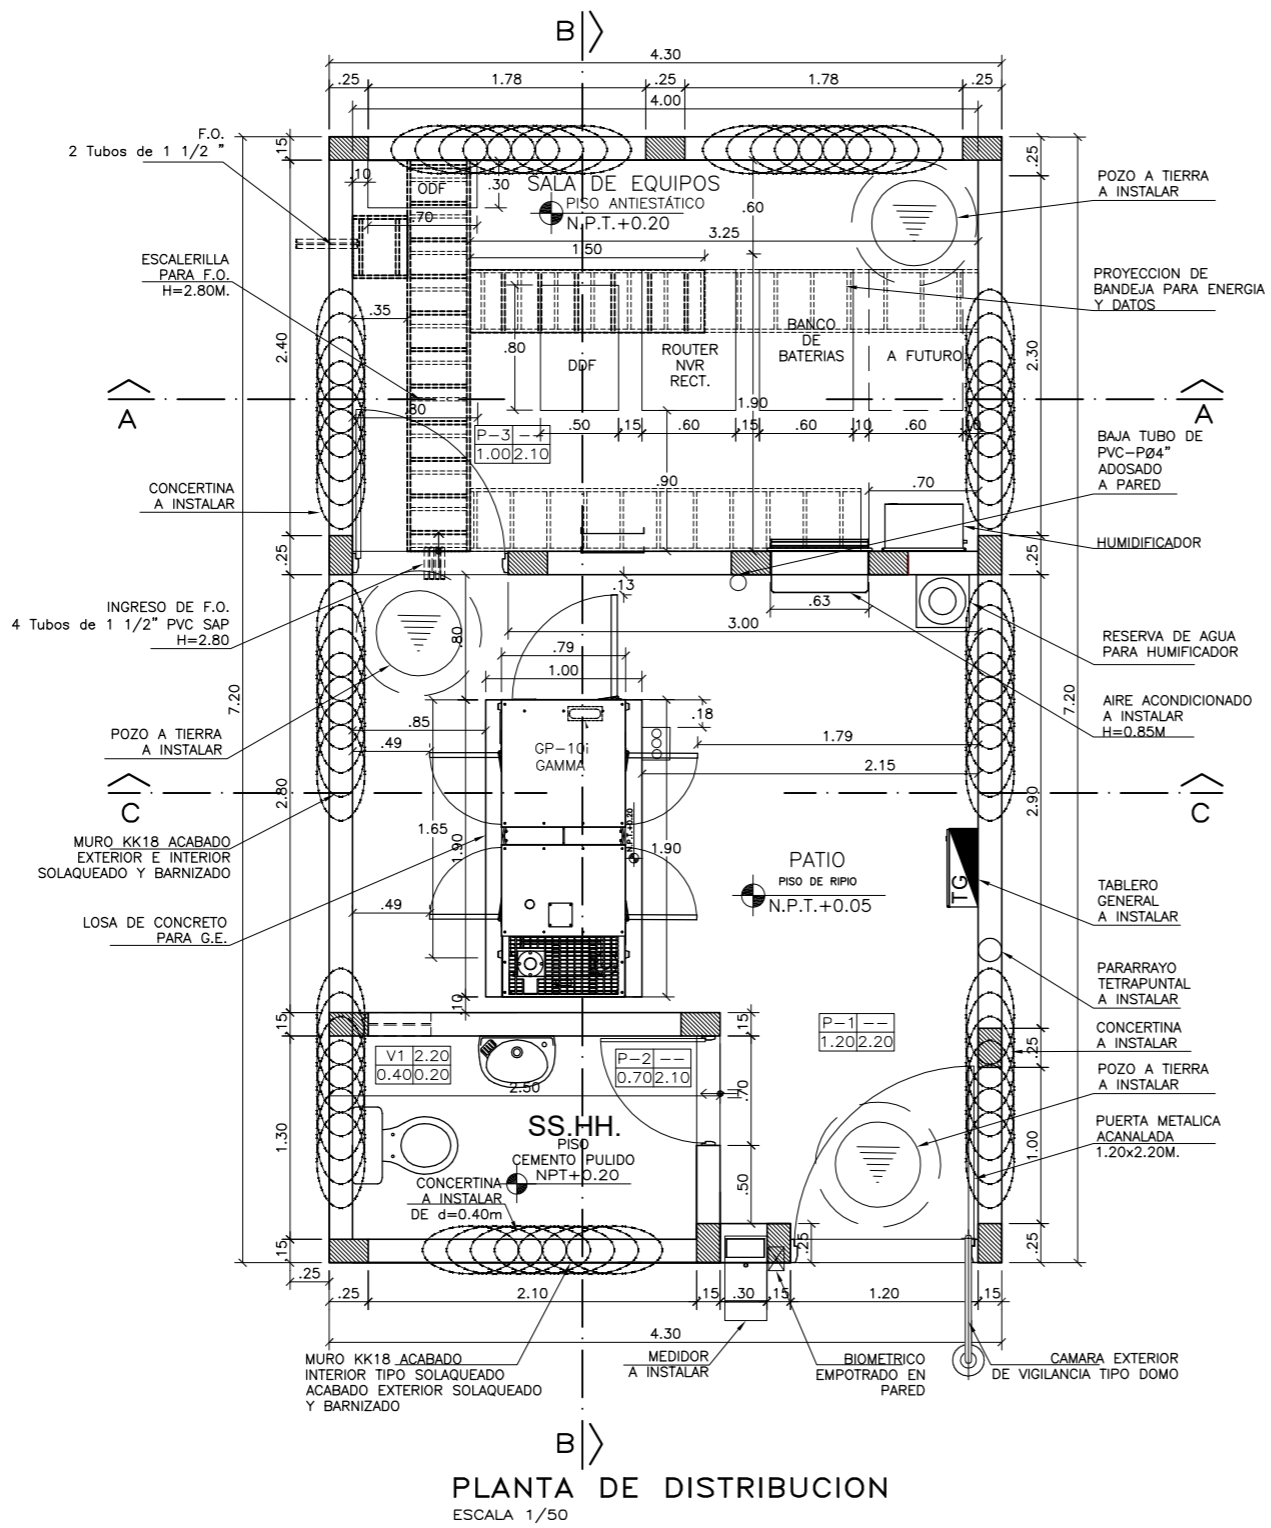 B
4.30
.25
1.78
.25
1.78
.25
4.00
F.O.
2 Tubos de 1 1/2 "
.15
.10
ODF
.30
SALA DE EQUIPOS
PISO ANTIESTÁTICO
N.P.T.+0.20
.60
.25
POZO A TIERRA
A INSTALAR
.70
3.25
1.50
ESCALERILLA
PARA F.O.
H=2.80M.
PROYECCION DE
BANDEJA PARA ENERGIA
Y DATOS
.35
2.40
.80
DDF
ROUTER
NVR
RECT.
BANCO
DE
BATERIAS
A FUTURO
2.30
A
A
.80
1.90
P-3 --
1.00 2.10
.50
.15
.60
.15
.60
.10
.60
.10
BAJA TUBO DE
PVC-PØ4"
ADOSADO
A PARED
CONCERTINA
A INSTALAR
.90
.70
.25
.25
HUMIDIFICADOR
INGRESO DE F.O.
4 Tubos de 1 1/2" PVC SAP
H=2.80
.13
.63
3.00
.80
.79
1.00
RESERVA DE AGUA
PARA HUMIFICADOR
7.20
7.20
POZO A TIERRA
A INSTALAR
.85
.49
GP-10i
GAMMA
.18
1.79
2.15
AIRE ACONDICIONADO
A INSTALAR
H=0.85M
C
C
2.80
2.90
MURO KK18 ACABADO
EXTERIOR E INTERIOR
SOLAQUEADO Y BARNIZADO
1.65
1.90
N.P.T.+0.20
1.90
PATIO
PISO DE RIPIO
N.P.T.+0.05
TG
TABLERO
GENERAL
A INSTALAR
.49
LOSA DE CONCRETO
PARA G.E.
PARARRAYO
TETRAPUNTAL
A INSTALAR
.10
.15
.15
P-1 --
1.20 2.20
CONCERTINA
A INSTALAR
.25
V1 2.20
0.40 0.20
2.50
P-2 --
0.70 2.10
.70
POZO A TIERRA
A INSTALAR
1.30
SS.HH.
PISO
CEMENTO PULIDO
NPT+0.20
PUERTA METALICA
ACANALADA
1.20x2.20M.
1.00
.50
CONCERTINA
A INSTALAR
DE d=0.40m
.15
.25
.25
.25
.25
2.10
.15
.30
.15
1.20
.15
4.30
MURO KK18 ACABADO
INTERIOR TIPO SOLAQUEADO
ACABADO EXTERIOR SOLAQUEADO
Y BARNIZADO
MEDIDOR
A INSTALAR
BIOMETRICO
EMPOTRADO EN
PARED
CAMARA EXTERIOR
DE VIGILANCIA TIPO DOMO
B
PLANTA DE DISTRIBUCION
ESCALA 1/50